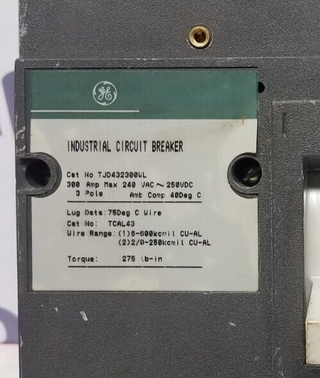 GE
INDUSTRIAL CIRCUIT BREAKER
Cat No TJD432300WL
300 Amp Max 240 VAC ~ 250VDC
3 Pole Amb Comp 40Deg C
Lug Data: 75Deg C Wire
Cat No: TCAL43
Wire Range: (1)6-600kcmil CU-AL
(2)2/0-250kcmil CU-AL
Torque: 275 lb-in